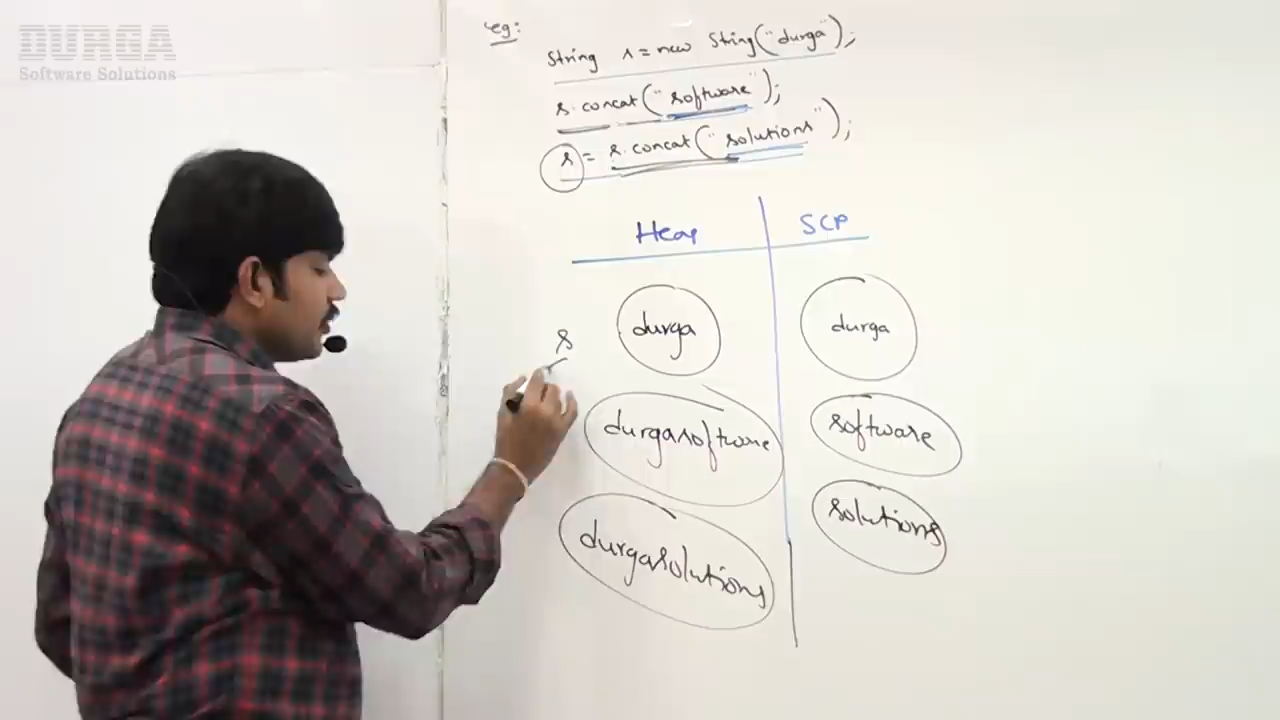 DURGA
Software Solutions
eg:
String s = new String("durga");
s.concat("software");
s = s.concat("solutions");
Heap SCP
s durga durga
durgasoftware software
durgasolutions solutions